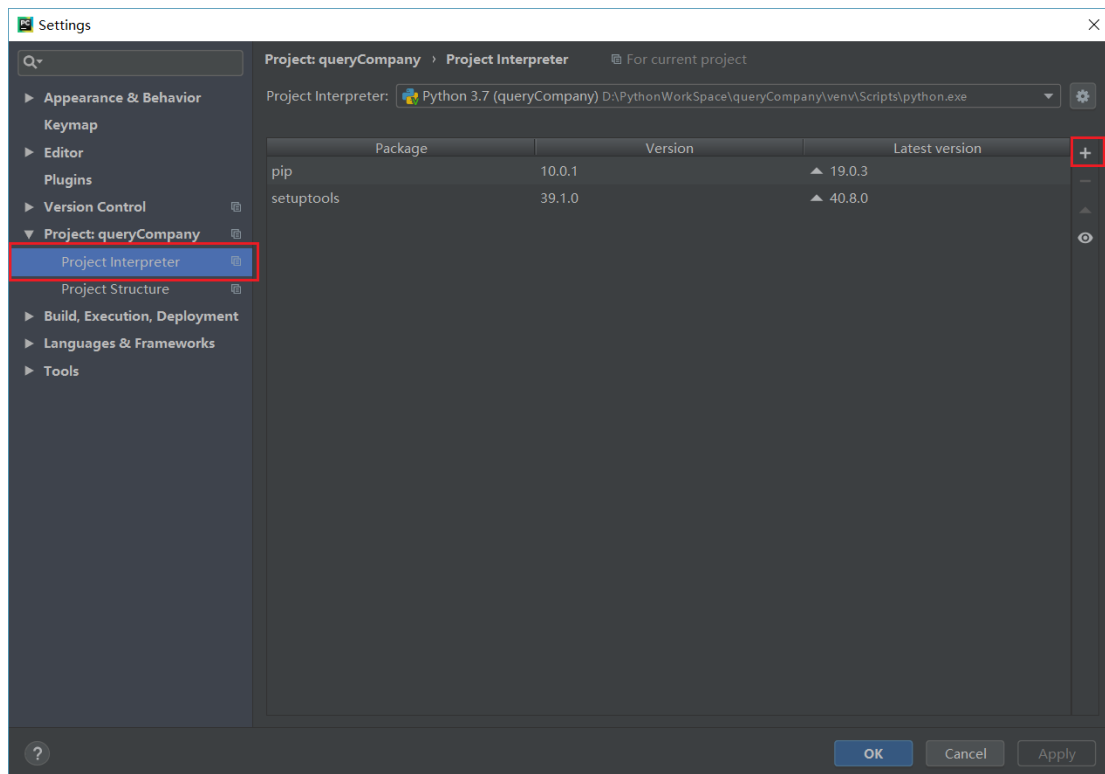 Settings
Project: queryCompany › Project Interpreter For current project
Appearance & Behavior
Keymap
Editor
Plugins
Version Control
Project: queryCompany
Project Interpreter
Project Structure
Build, Execution, Deployment
Languages & Frameworks
Tools
Project Interpreter: Python 3.7 (queryCompany) D:\PythonWorkSpace\queryCompany\venv\Scripts\python.exe
Package Version Latest version
pip 10.0.1 19.0.3
setuptools 39.1.0 40.8.0
? OK Cancel Apply